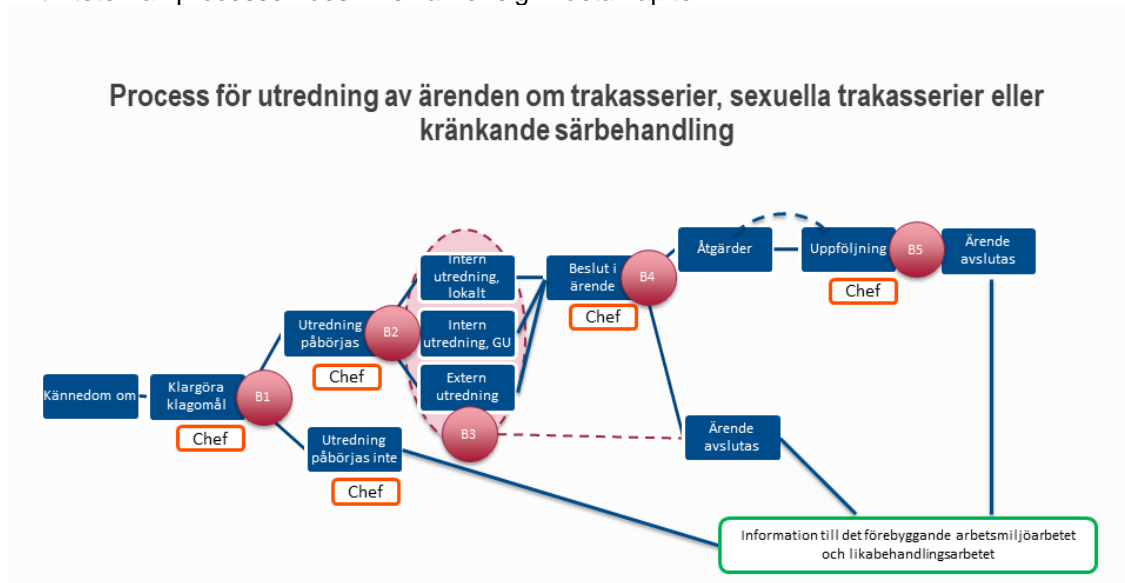 Process för utredning av ärenden om trakasserier, sexuella trakasserier eller
kränkande särbehandling
Kännedom om
Klargöra
klagomål
Chef
B1
Utredning
påbörjas
Chef
B2
Utredning
påbörjas inte
Chef
Intern
utredning,
lokalt
Intern
utredning, GU
Extern
utredning
B3
Beslut i
ärende
Chef
B4
Åtgärder
Uppföljning
Chef
B5
Ärende
avslutas
Ärende
avslutas
Information till det förebyggande arbetsmiljöarbetet
och likabehandlingsarbetet